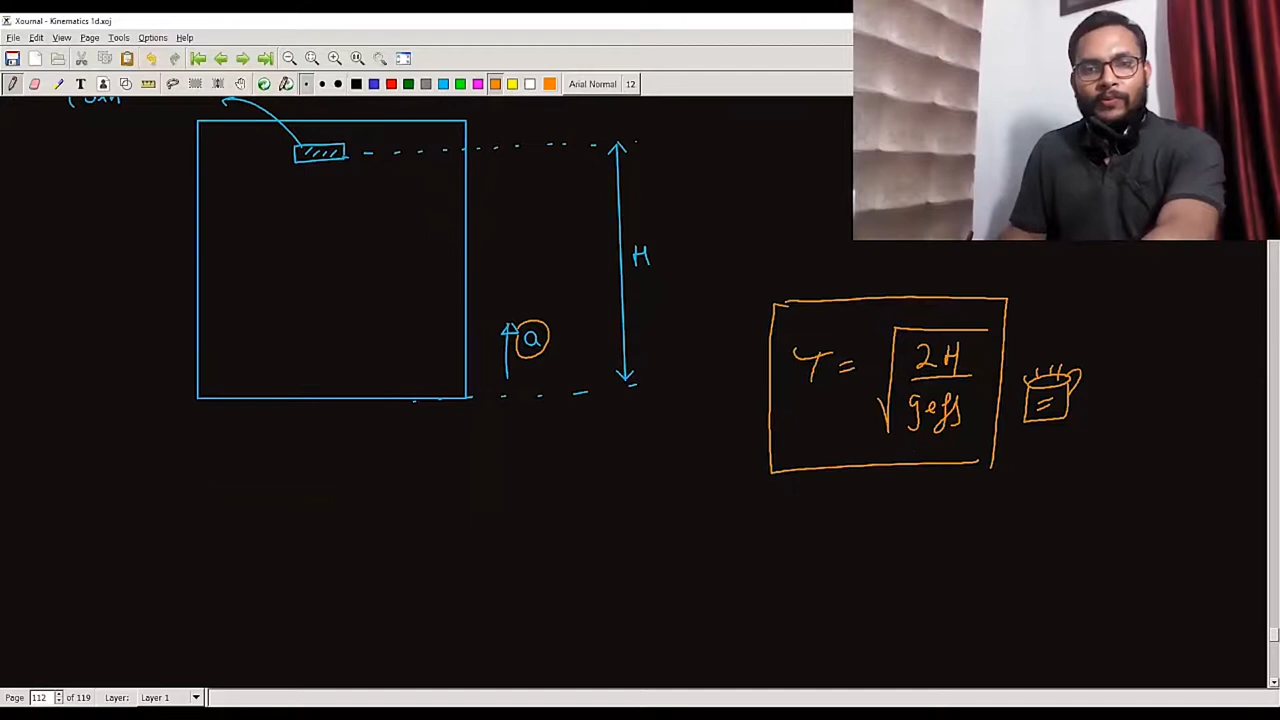 Xournal - Kinematics 1d.xoj
File Edit View Page Tools Options Help
Arial Normal 12
H
a
T = √2H/geff
Page 112 of 119 Layer: Layer 1